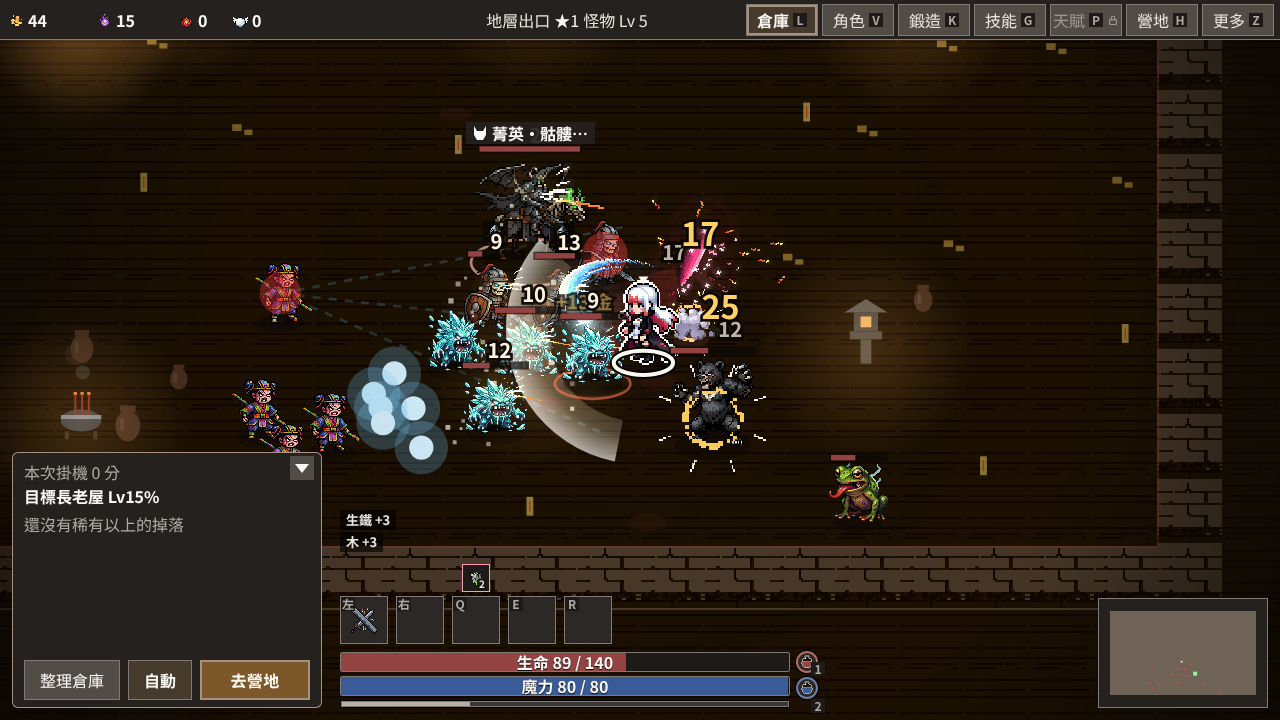 44 15 0 0
地層出口 ★1 怪物 Lv 5
倉庫 L 角色 V 鍛造 K 技能 G 天賦 P 營地 H 更多 Z
菁英・骷髏…
17
17
9
13
10
9
25
12
12
本次掛機 0 分
目標長老屋 Lv15%
還沒有稀有以上的掉落
整理倉庫 自動 去營地
生鐵 +3
木 +3
2
左 右 Q E R
生命 89 / 140
1
魔力 80 / 80
2